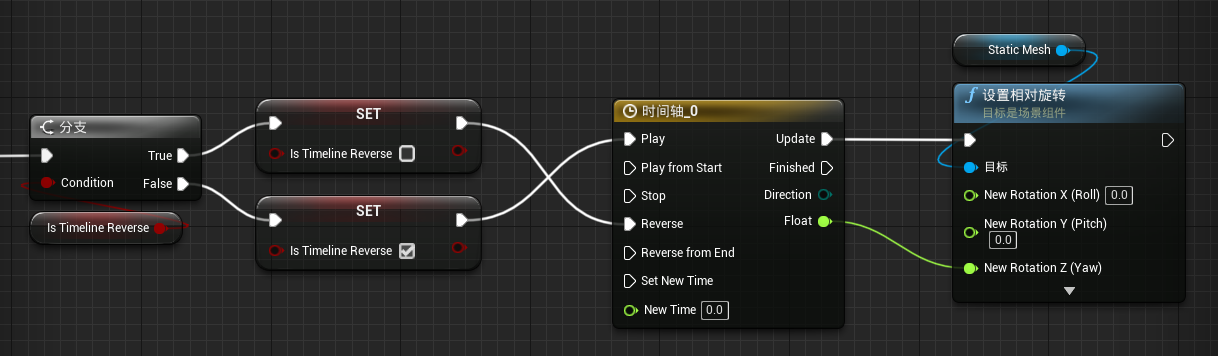 分支
True
Condition
False
Is Timeline Reverse
SET
Is Timeline Reverse
SET
Is Timeline Reverse
时间轴_0
Play
Update
Play from Start
Finished
Stop
Direction
Reverse
Float
Reverse from End
Set New Time
New Time 0.0
Static Mesh
f 设置相对旋转
目标是场景组件
目标
New Rotation X (Roll) 0.0
New Rotation Y (Pitch)
0.0
New Rotation Z (Yaw)